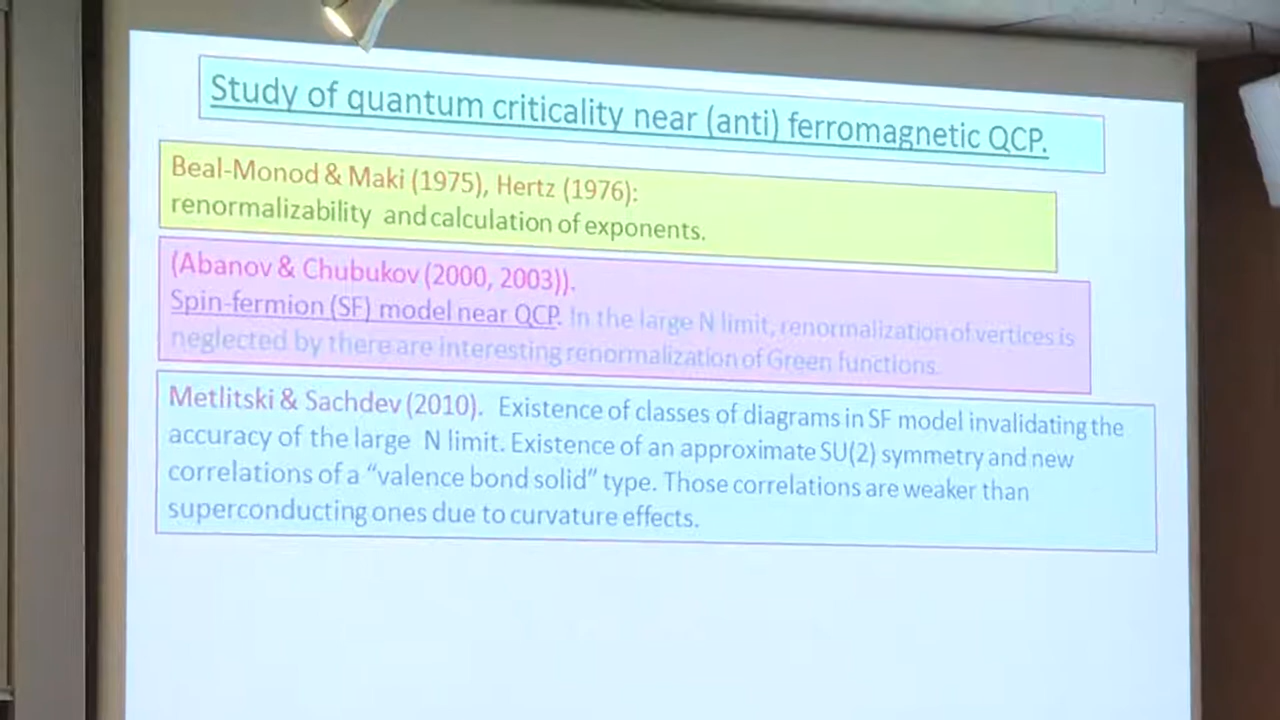 Study of quantum criticality near (anti) ferromagnetic QCP.
Beal-Monod & Maki (1975), Hertz (1976):
renormalizability and calculation of exponents.
(Abanov & Chubukov (2000, 2003)).
Spin-fermion (SF) model near QCP. In the large N limit, renormalization of vertices is
neglected by there are interesting renormalization of Green functions.
Metlitski & Sachdev (2010). Existence of classes of diagrams in SF model invalidating the
accuracy of the large N limit. Existence of an approximate SU(2) symmetry and new
correlations of a “valence bond solid” type. Those correlations are weaker than
superconducting ones due to curvature effects.